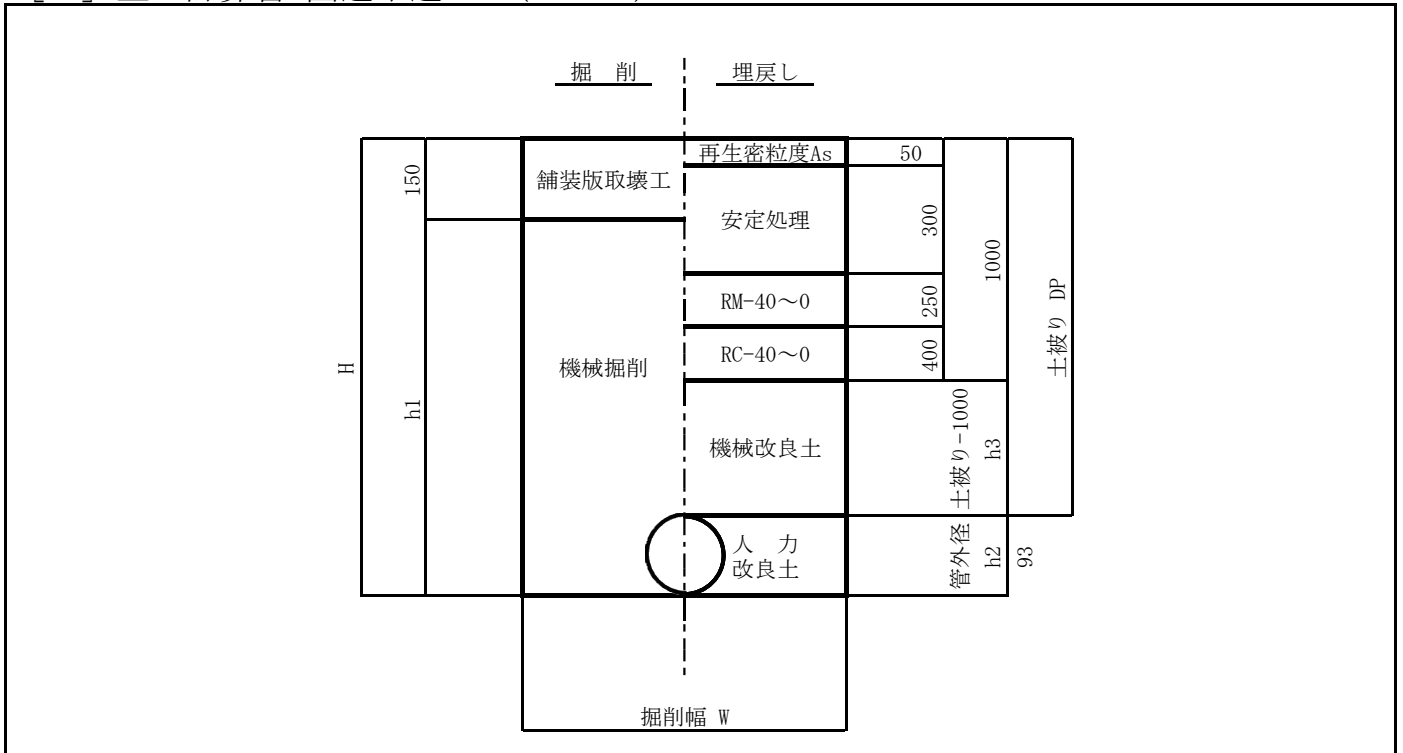 掘 削
埋戻し
再生密粒度As
50
舗装版取壊工
150
安定処理
300
1000
RM-40～0
250
土被り DP
RC-40～0
400
機械掘削
H
h1
機械改良土
土被り-1000
h3
人 力
改良土
管外径
h2
93
掘削幅 W